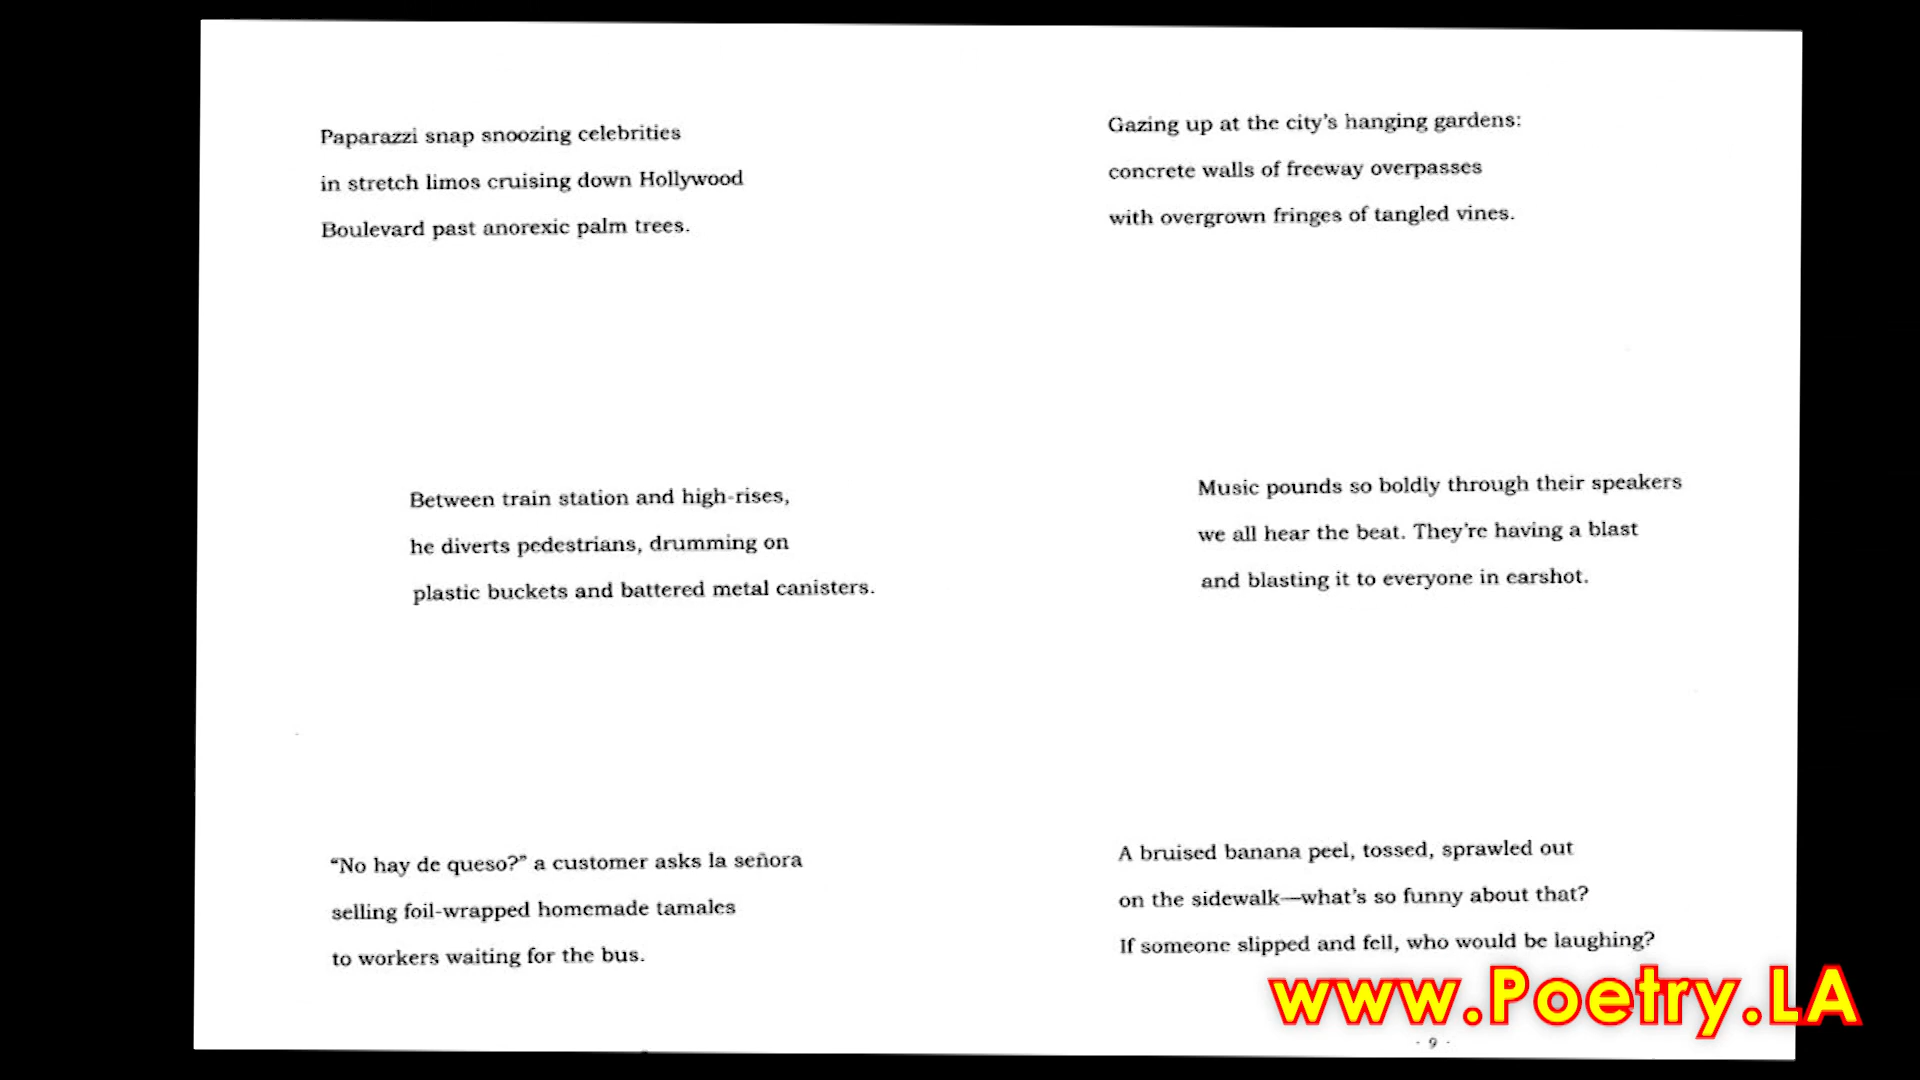 Paparazzi snap snoozing celebrities
in stretch limos cruising down Hollywood
Boulevard past anorexic palm trees.
Between train station and high-rises,
he diverts pedestrians, drumming on
plastic buckets and battered metal canisters.
“No hay de queso?” a customer asks la señora
selling foil-wrapped homemade tamales
to workers waiting for the bus.
Gazing up at the city’s hanging gardens:
concrete walls of freeway overpasses
with overgrown fringes of tangled vines.
Music pounds so boldly through their speakers
we all hear the beat. They’re having a blast
and blasting it to everyone in earshot.
A bruised banana peel, tossed, sprawled out
on the sidewalk—what’s so funny about that?
If someone slipped and fell, who would be laughing?
www.Poetry.LA
· 9 ·